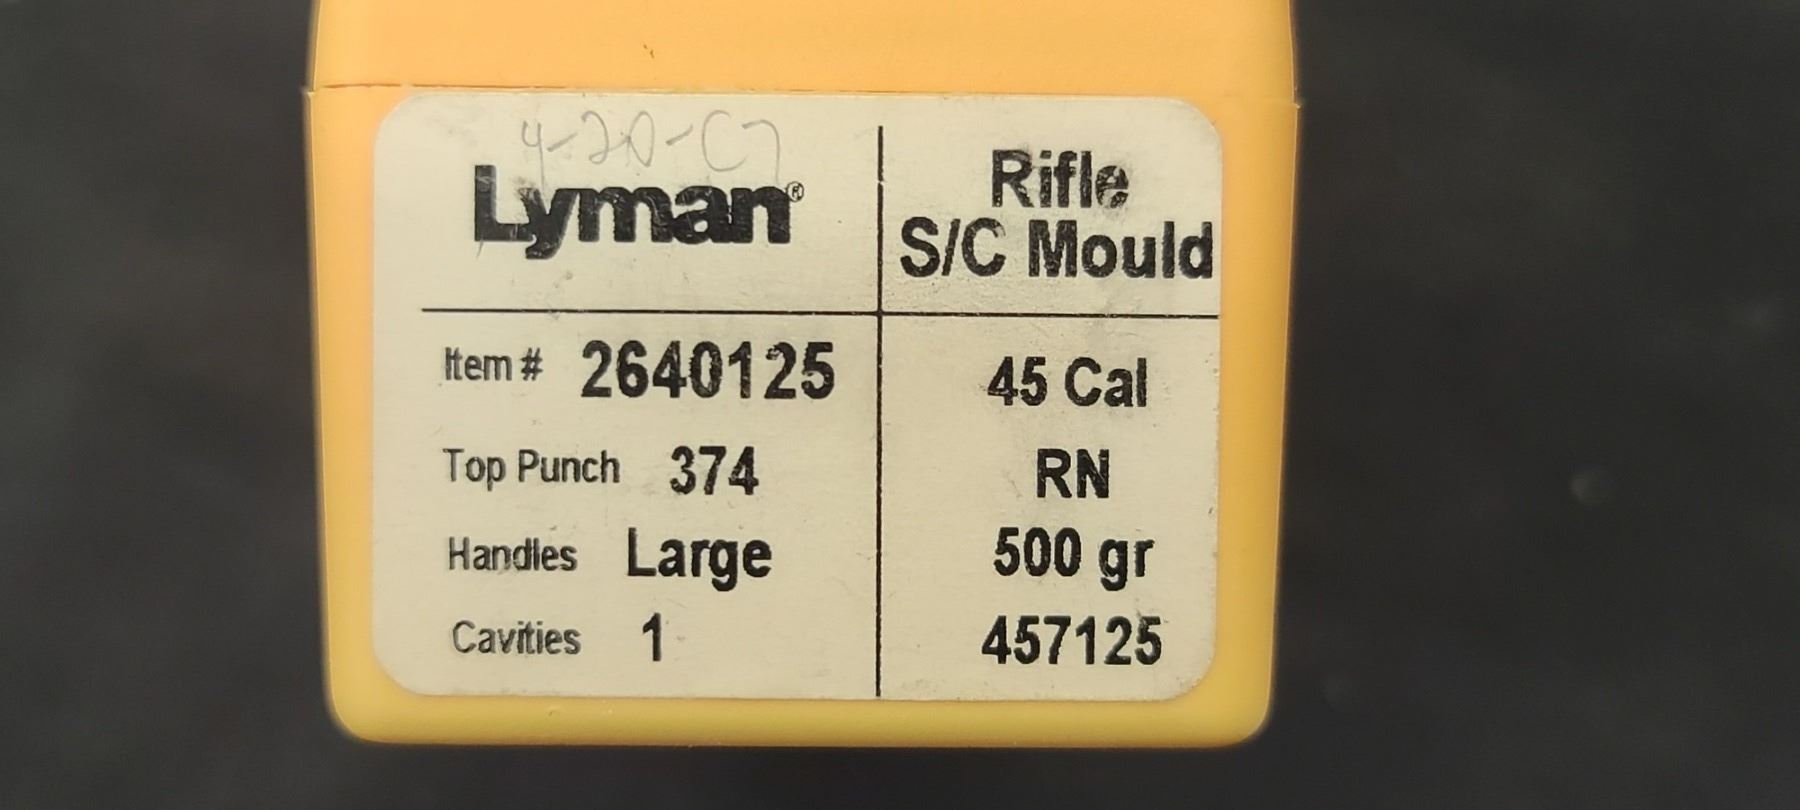 4-20-07
Lyman®
Rifle
S/C Mould
Item # 2640125
Top Punch 374
Handles Large
Cavities 1
45 Cal
RN
500 gr
457125